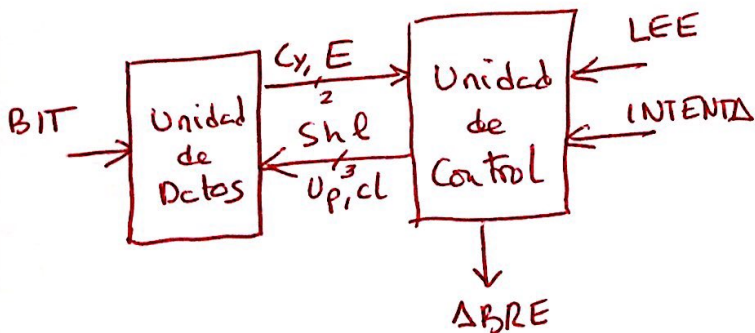 BIT
Unidad
de
Datos
Cy, E
2
Shl
3
Up, cl
Unidad
de
Control
LEE
INTENTA
ABRE